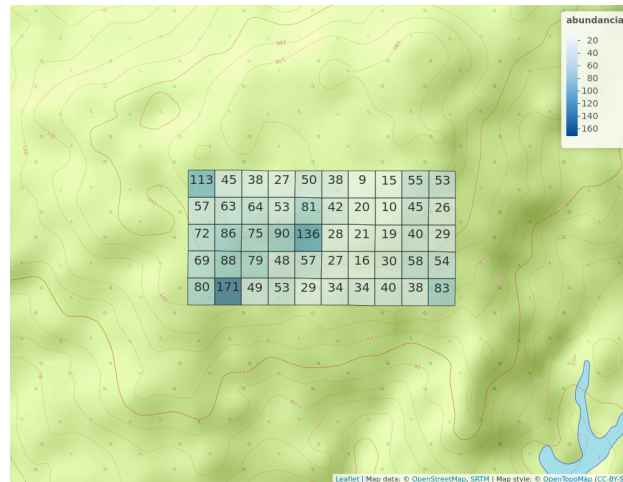 abundancia
20
40
60
80
100
120
140
160
113 45 38 27 50 38 9 15 55 53
57 63 64 53 81 42 20 10 45 26
72 86 75 90 136 28 21 19 40 29
69 88 79 48 57 27 16 30 58 54
80 171 49 53 29 34 34 40 38 83
Leaflet | Map data: © OpenStreetMap, SRTM | Map style: © OpenTopoMap (CC-BY-S